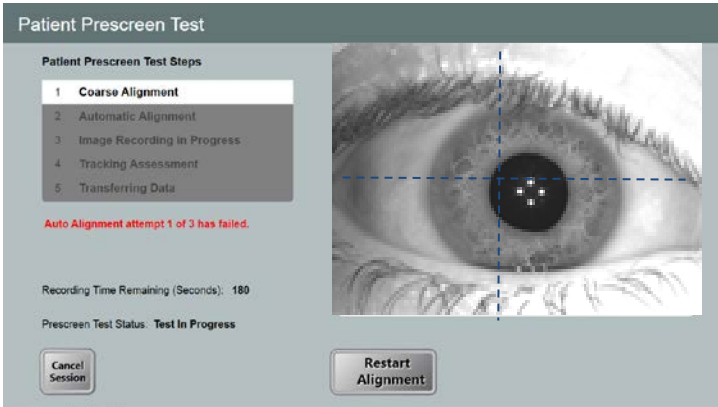 Patient Prescreen Test
Patient Prescreen Test Steps
1 Coarse Alignment
2 Automatic Alignment
3 Image Recording in Progress
4 Tracking Assessment
5 Transferring Data
Auto Alignment attempt 1 of 3 has failed.
Recording Time Remaining (Seconds): 180
Prescreen Test Status: Test In Progress
Cancel
Session
Restart
Alignment